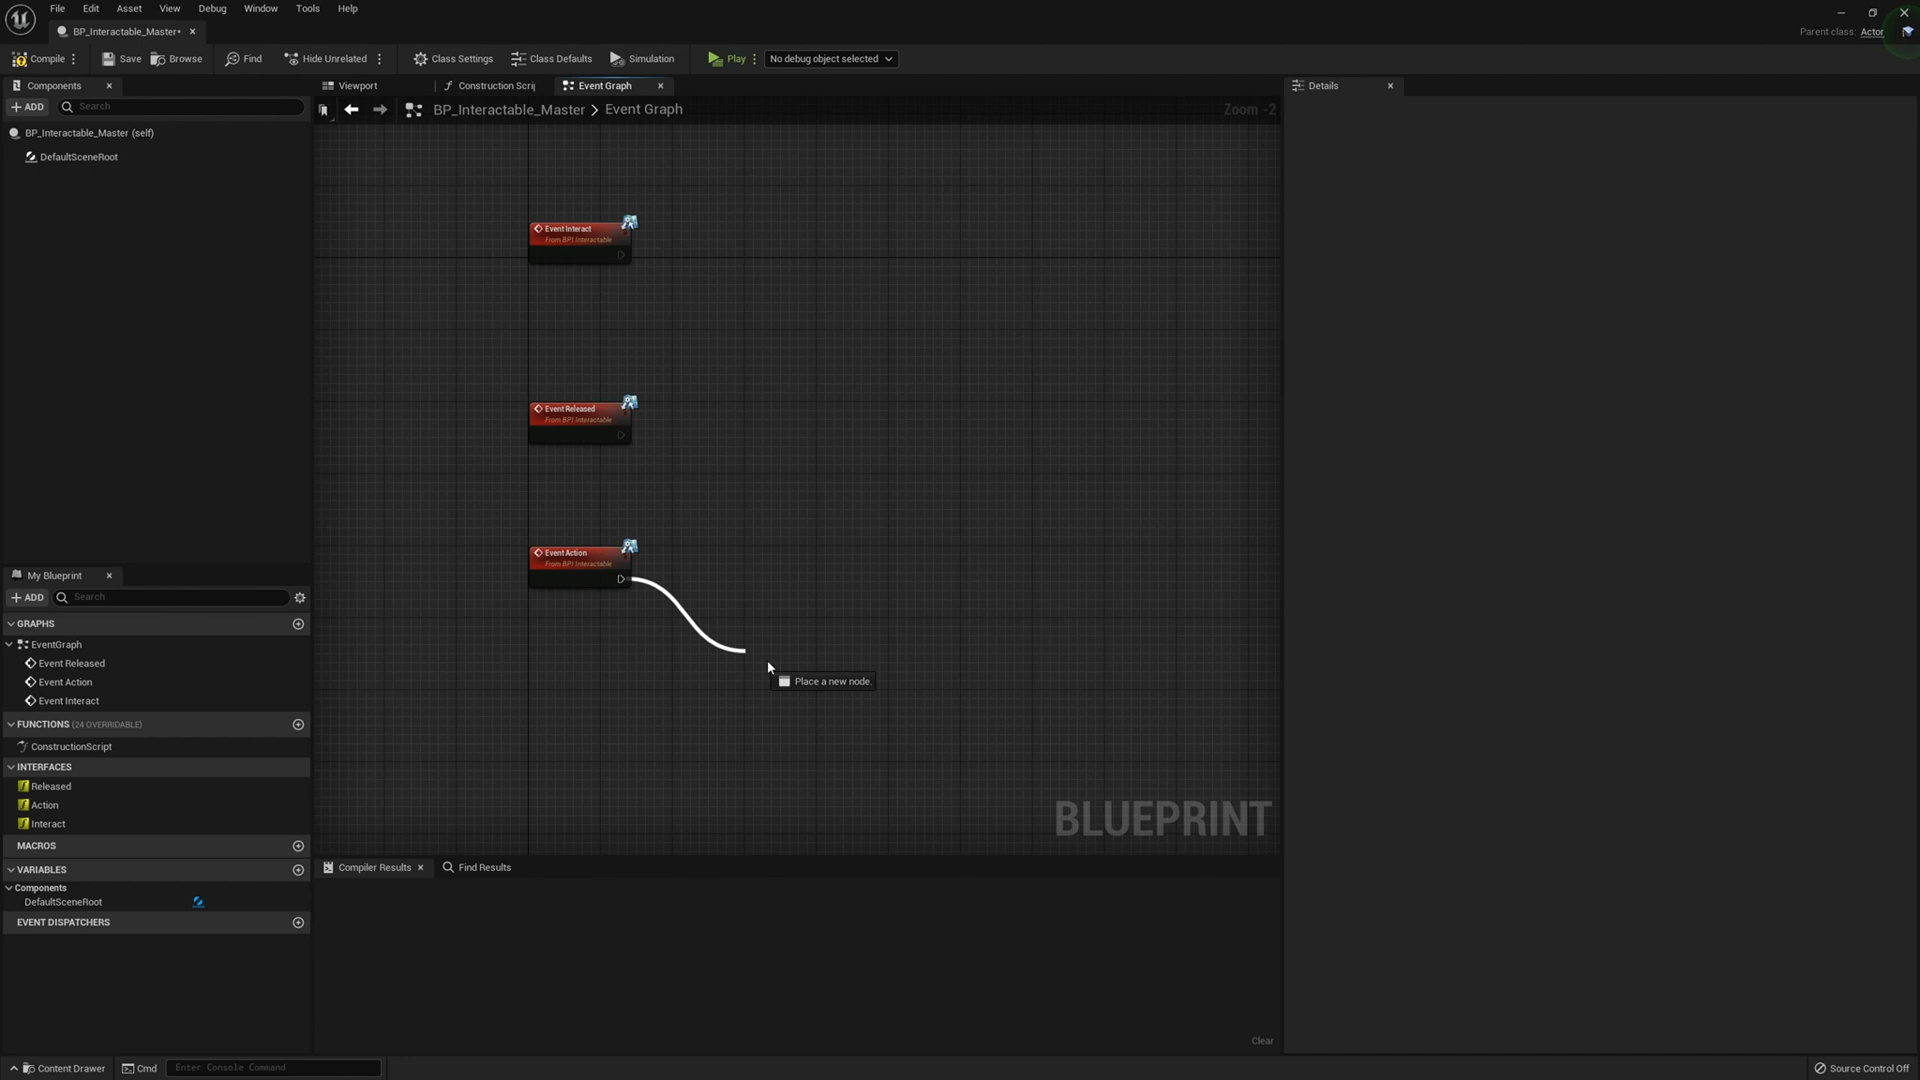 File Edit Asset View Debug Window Tools Help
BP_Interactable_Master*
Parent class: Actor
Compile Save Browse Find Hide Unrelated Class Settings Class Defaults Simulation Play No debug object selected
Components
Viewport Construction Scrip Event Graph
Details
ADD Search
BP_Interactable_Master > Event Graph
Zoom -2
BP_Interactable_Master (self)
DefaultSceneRoot
Event Interact
From BPI Interactable
Event Released
From BPI Interactable
Event Action
From BPI Interactable
Place a new node.
BLUEPRINT
My Blueprint
ADD Search
GRAPHS
EventGraph
Event Released
Event Action
Event Interact
FUNCTIONS (24 OVERRIDABLE)
ConstructionScript
INTERFACES
Released
Action
Interact
MACROS
VARIABLES
Components
DefaultSceneRoot
EVENT DISPATCHERS
Compiler Results Find Results
Clear
Content Drawer Cmd Enter Console Command
Source Control Off